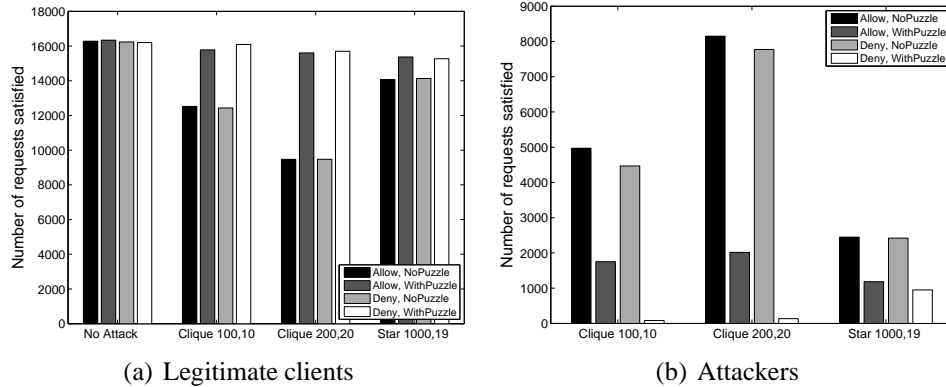 18000
16000
14000
12000
10000
8000
6000
4000
2000
0
Number of requests satisfied
No Attack
Clique 100,10
Clique 200,20
Star 1000,19
Allow, NoPuzzle
Allow, WithPuzzle
Deny, NoPuzzle
Deny, WithPuzzle
(a) Legitimate clients
9000
8000
7000
6000
5000
4000
3000
2000
1000
0
Number of requests satisfied
Clique 100,10
Clique 200,20
Star 1000,19
Allow, NoPuzzle
Allow, WithPuzzle
Deny, NoPuzzle
Deny, WithPuzzle
(b) Attackers